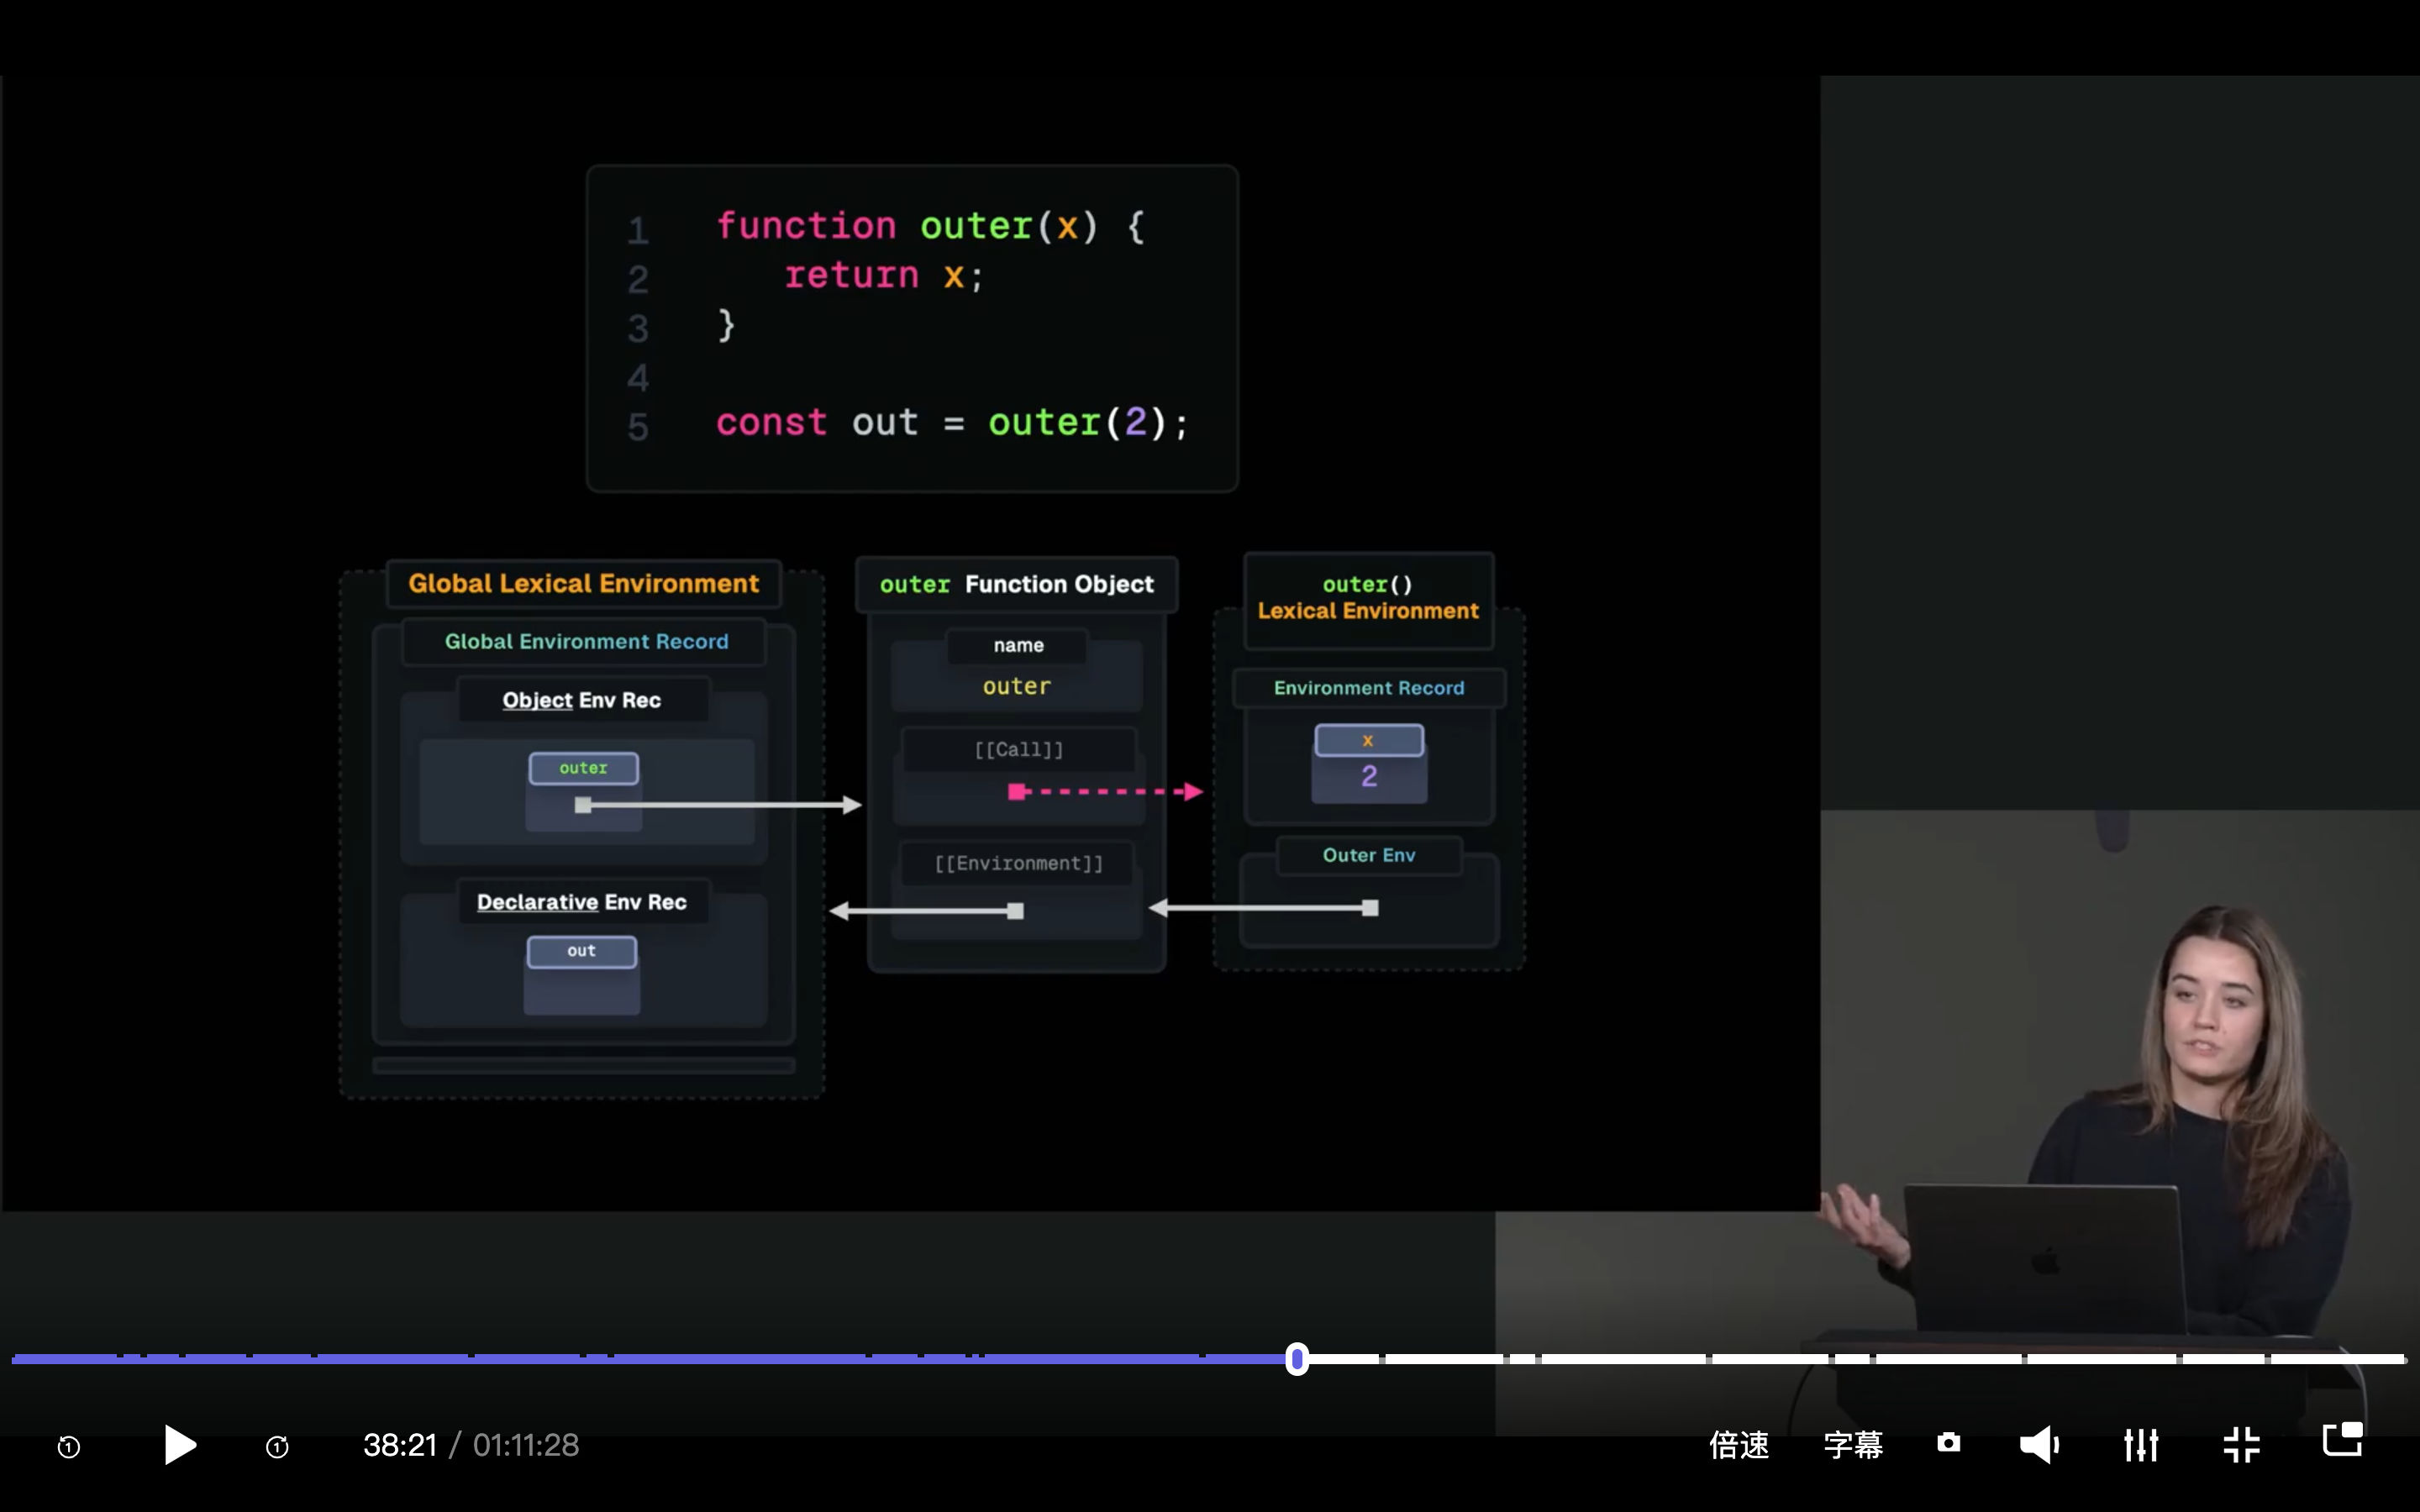 1 function outer(x) {
2 return x;
3 }
4
5 const out = outer(2);
Global Lexical Environment
Global Environment Record
Object Env Rec
outer
Declarative Env Rec
out
outer Function Object
name
outer
[[Call]]
[[Environment]]
outer()
Lexical Environment
Environment Record
x
2
Outer Env
1
1
38:21 / 01:11:28
倍速
字幕